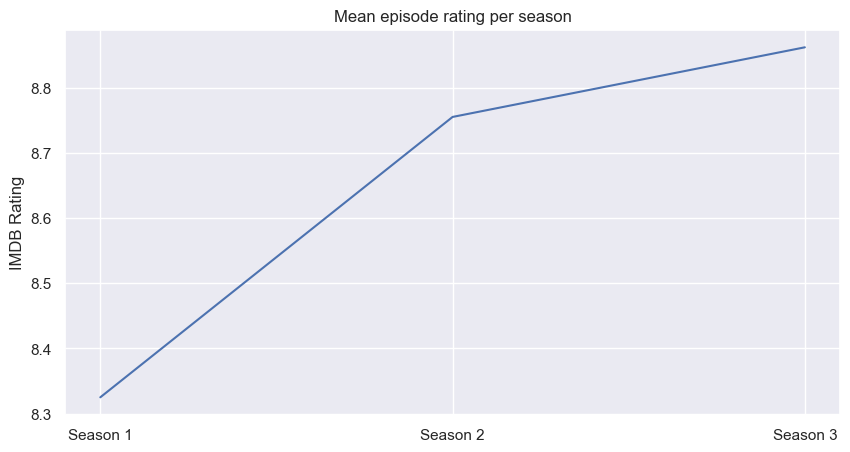 Mean episode rating per season
IMDB Rating
8.8
8.7
8.6
8.5
8.4
8.3
Season 1
Season 2
Season 3